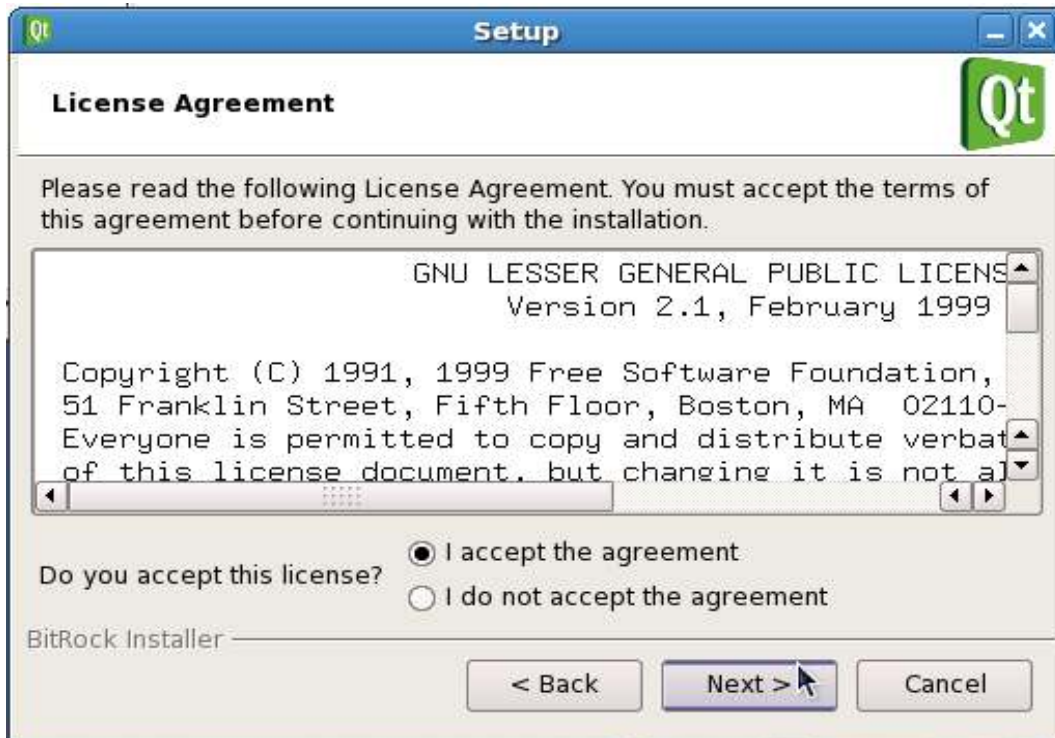 Qt
Setup
License Agreement
Qt
Please read the following License Agreement. You must accept the terms of
this agreement before continuing with the installation.
GNU LESSER GENERAL PUBLIC LICENS
Version 2.1, February 1999
Copyright (C) 1991, 1999 Free Software Foundation,
51 Franklin Street, Fifth Floor, Boston, MA  02110-
Everyone is permitted to copy and distribute verbat
of this license document, but changing it is not al
Do you accept this license?
I accept the agreement
I do not accept the agreement
BitRock Installer
< Back
Next >
Cancel